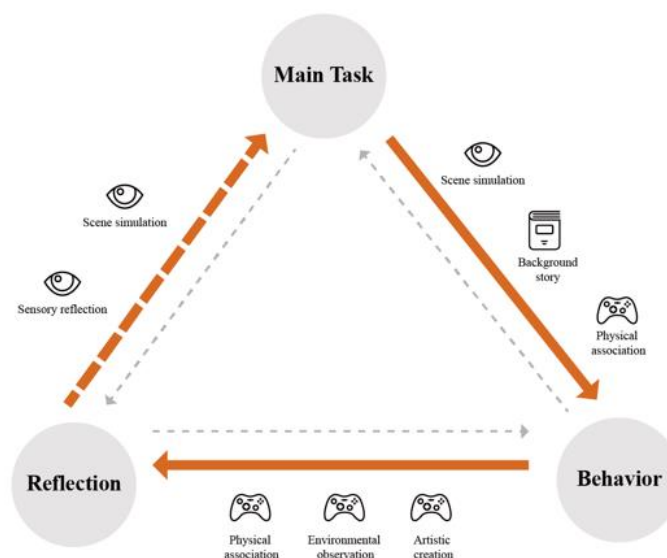 Main Task
Scene simulation
Scene simulation
Background
story
Sensory reflection
Physical
association
Reflection
Behavior
Physical
association
Environmental
observation
Artistic
creation